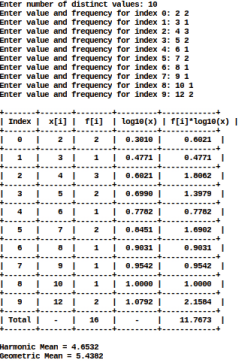 Enter number of distinct values: 10
Enter value and frequency for index 0: 2 2
Enter value and frequency for index 1: 3 1
Enter value and frequency for index 2: 4 3
Enter value and frequency for index 3: 5 2
Enter value and frequency for index 4: 6 1
Enter value and frequency for index 5: 7 2
Enter value and frequency for index 6: 8 1
Enter value and frequency for index 7: 9 1
Enter value and frequency for index 8: 10 1
Enter value and frequency for index 9: 12 2
+-------+------+------+----------+---------------+
| Index | x[i] | f[i] | log10(x) | f[i]*log10(x) |
| 0 | 2 | 2 | 0.3010 | 0.6021 |
| 1 | 3 | 1 | 0.4771 | 0.4771 |
| 2 | 4 | 3 | 0.6021 | 1.8062 |
| 3 | 5 | 2 | 0.6990 | 1.3979 |
| 4 | 6 | 1 | 0.7782 | 0.7782 |
| 5 | 7 | 2 | 0.8451 | 1.6902 |
| 6 | 8 | 1 | 0.9031 | 0.9031 |
| 7 | 9 | 1 | 0.9542 | 0.9542 |
| 8 | 10 | 1 | 1.0000 | 1.0000 |
| 9 | 12 | 2 | 1.0792 | 2.1584 |
| Total | - | 16 | - | 11.7673 |
Harmonic Mean = 4.6532
Geometric Mean = 5.4382